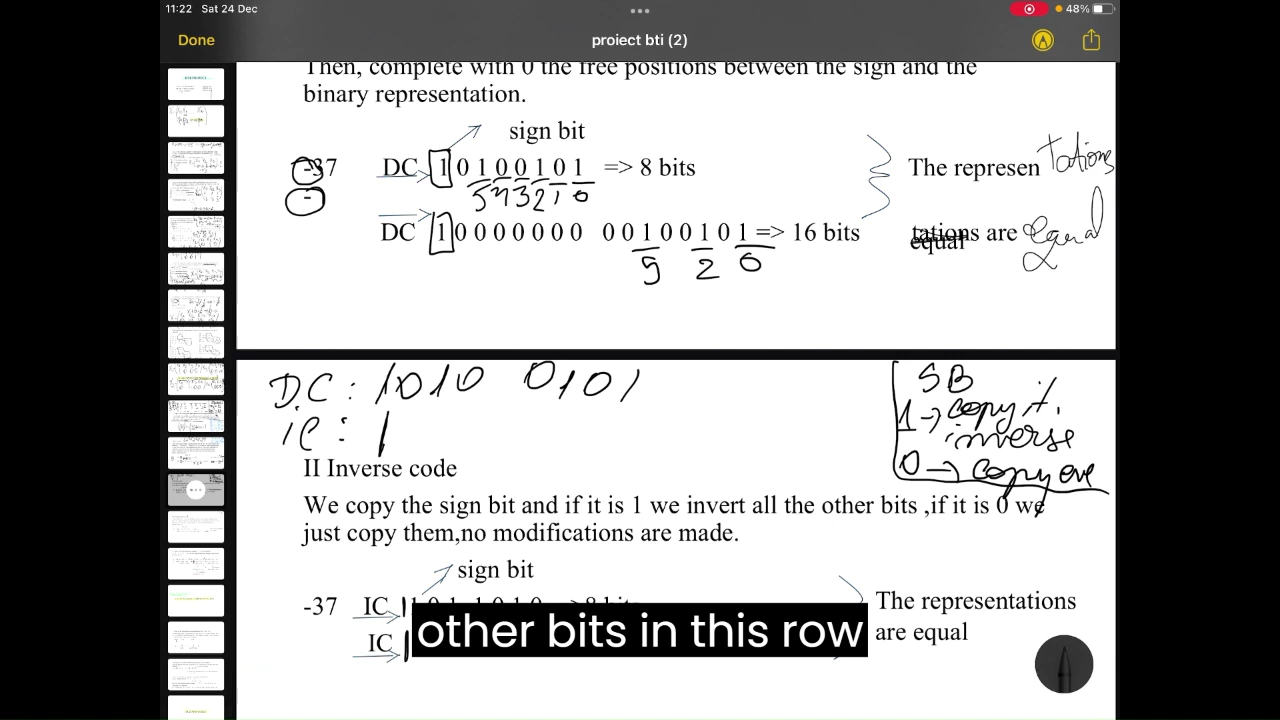 11:22 Sat 24 Dec
48%
Done
proiect bti (2)
Then, complete with 0 the free portions between the sign and the
binary representation.
sign bit
-37 DC 1 0 1 0 0 1 0 1 => 8 bits The represen tations
5 4 3 2 1 0
-
DC 1 0 0 0 0 0 0 0 0 0 1 0 0 1 0 1 => 16 bits tations are equal
equal
5 2 0
DC: 1010 0101
SB
IC: 1
1 → copy it.
inverse
0 → copy
II Inverse code
We copy the sign bit and if it is 1 we invert all the other bits ,if it is 0 we
just copy them,no modifications are made.
sign bit
-37 IC
The representations
other bits in this row
IC
are equal